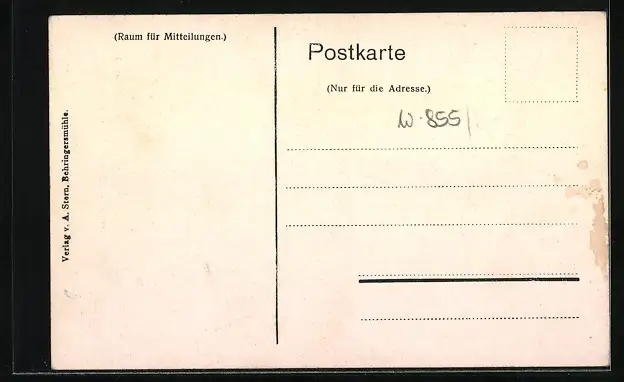 (Raum für Mitteilungen.)
Verlag v. A. Stern, Behringersmühle.
Postkarte
(Nur für die Adresse.)
W-855/